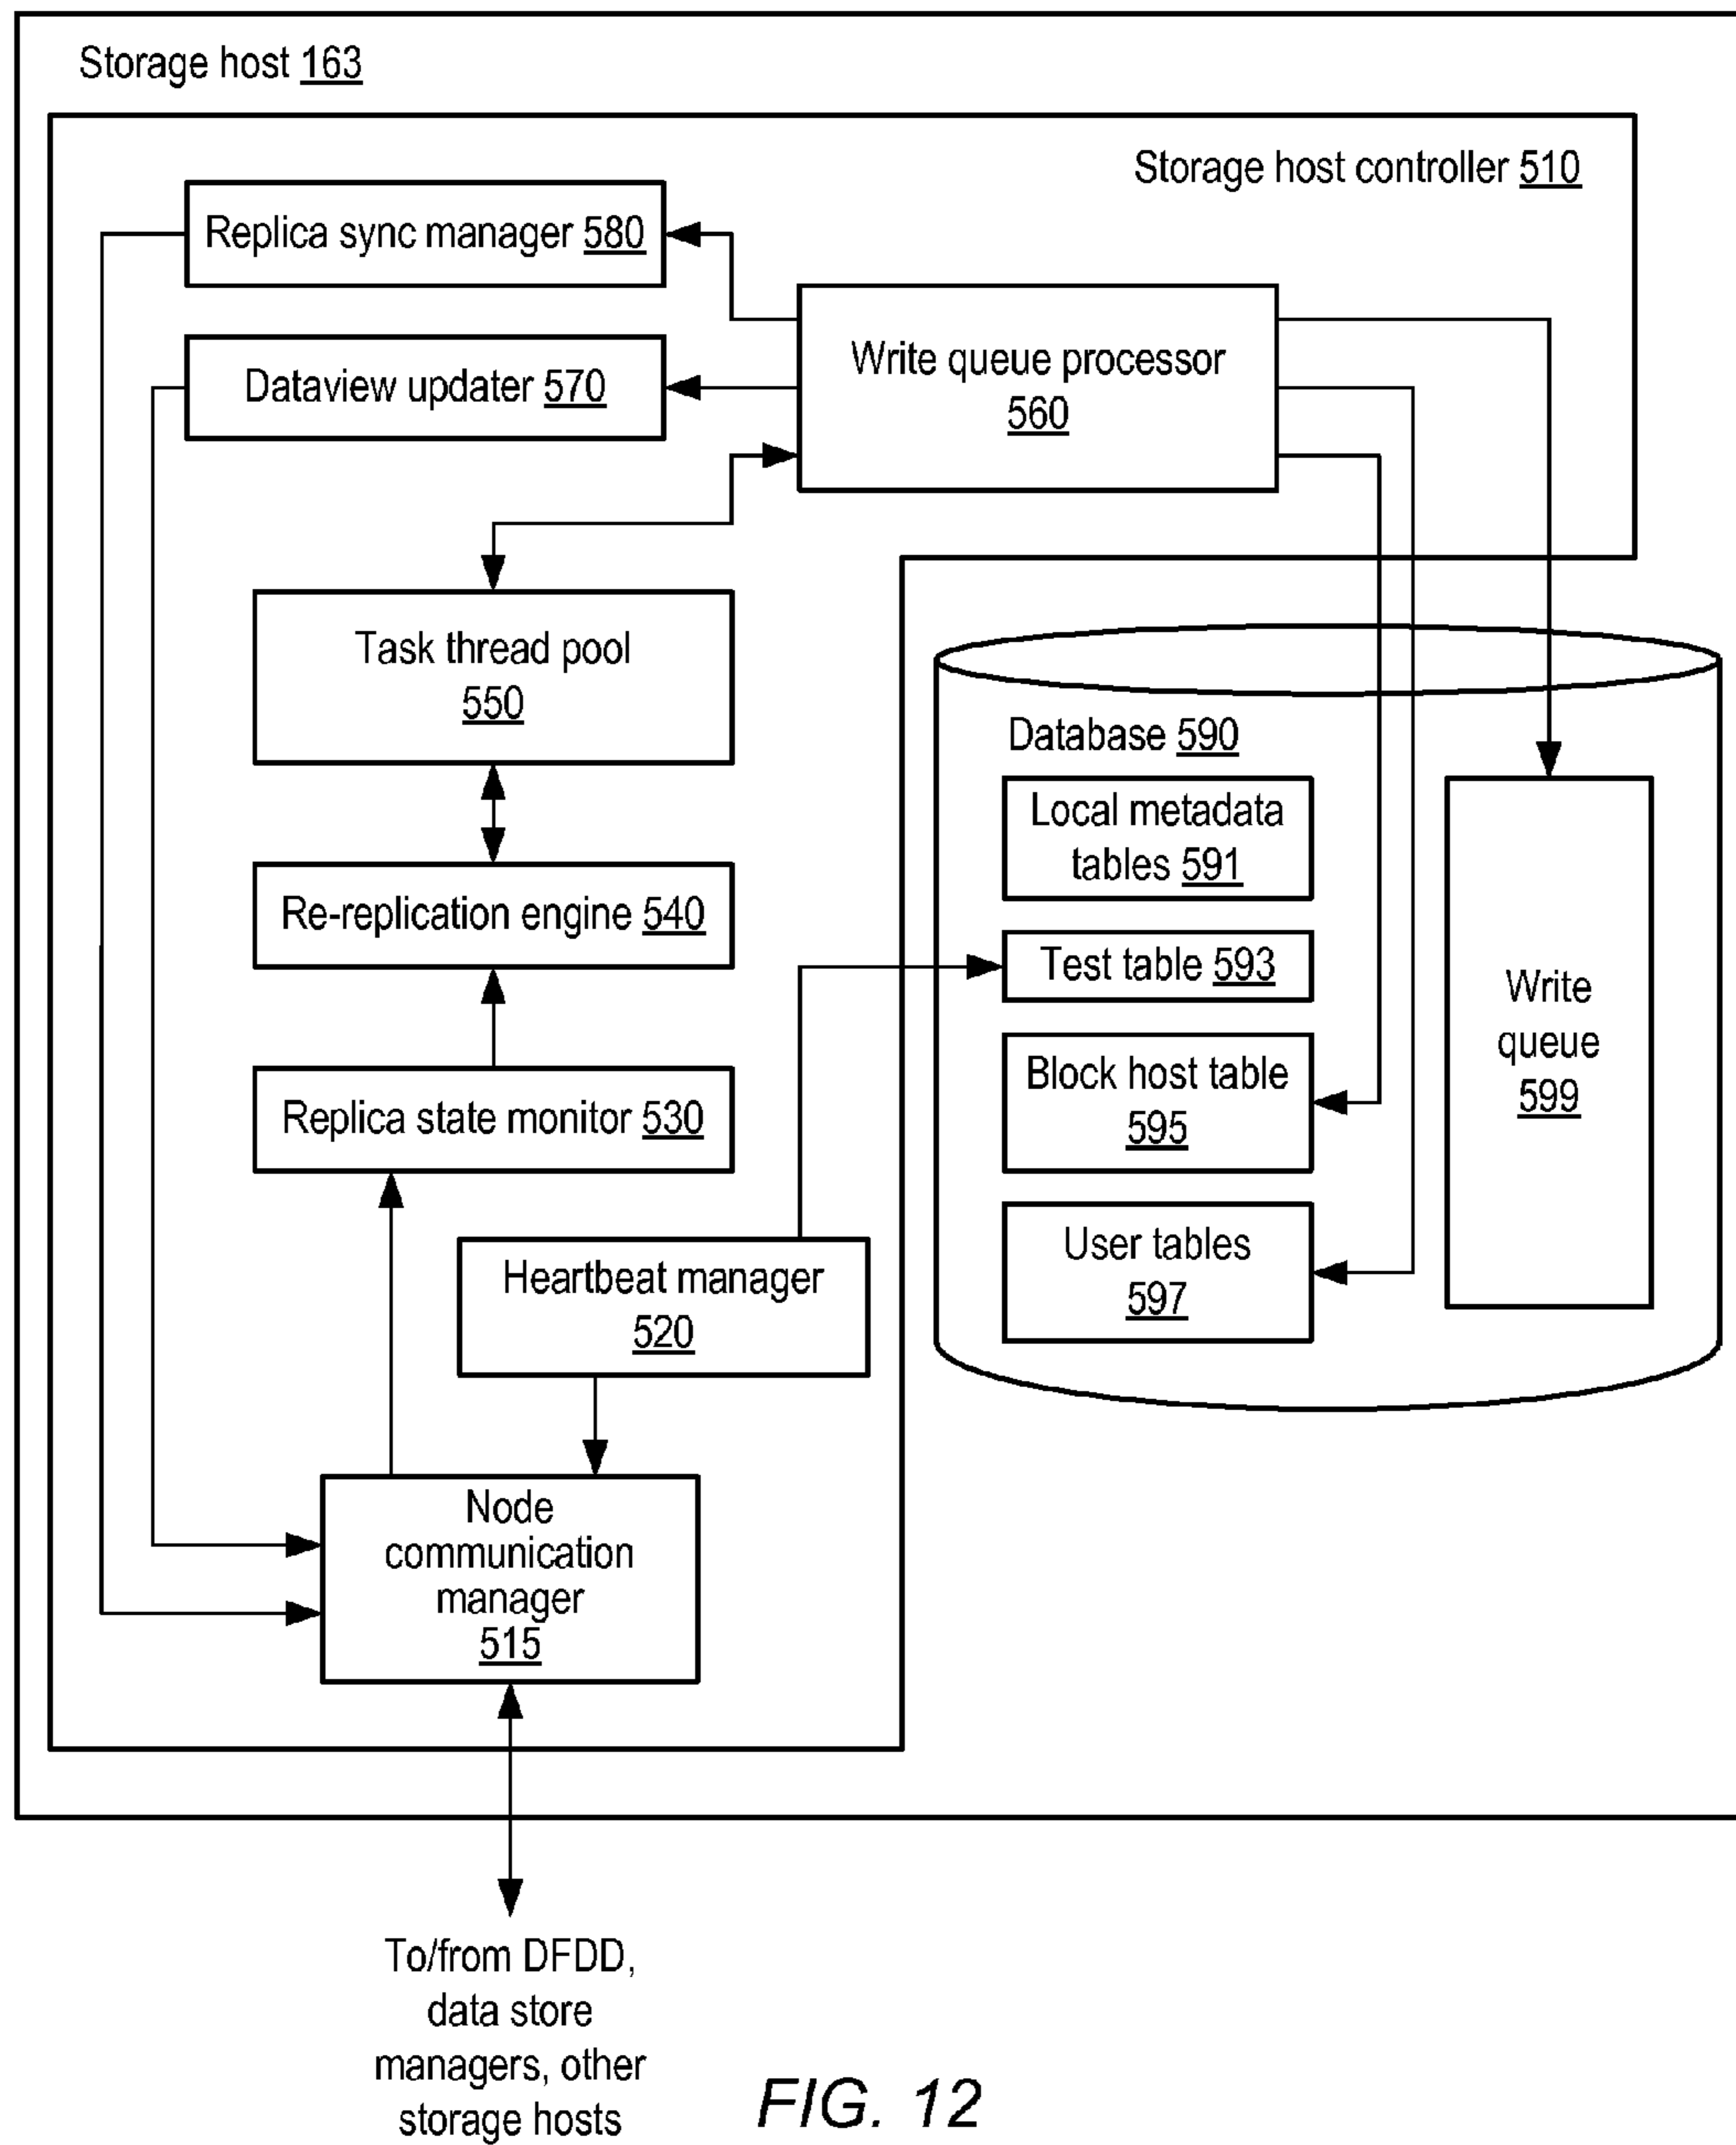 Storage host 163
Storage host controller 510
Replica sync manager 580
Dataview updater 570
Write queue processor
560
Task thread pool
550
Re-replication engine 540
Replica state monitor 530
Heartbeat manager
520
Node
communication
manager
515
Database 590
Local metadata
tables 591
Test table 593
Block host table
595
User tables
597
Write
queue
599
To/from DFDD,
data store
managers, other
storage hosts
FIG. 12